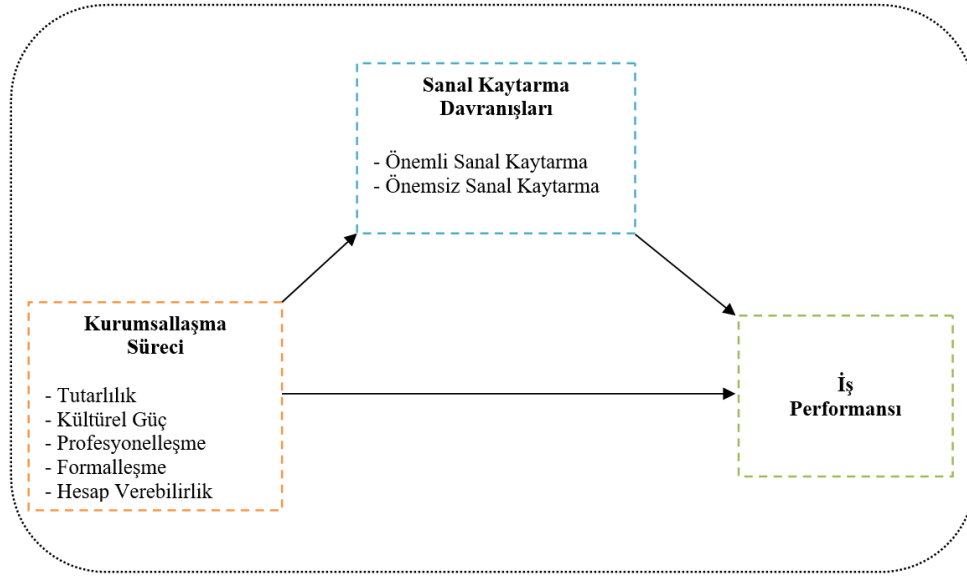 Sanal Kaytarma
Davranışları
- Önemli Sanal Kaytarma
- Önemsiz Sanal Kaytarma
Kurumsallaşma
Süreci
- Tutarlılık
- Kültürel Güç
- Profesyonelleşme
- Formalleşme
- Hesap Verebilirlik
İş
Performansı